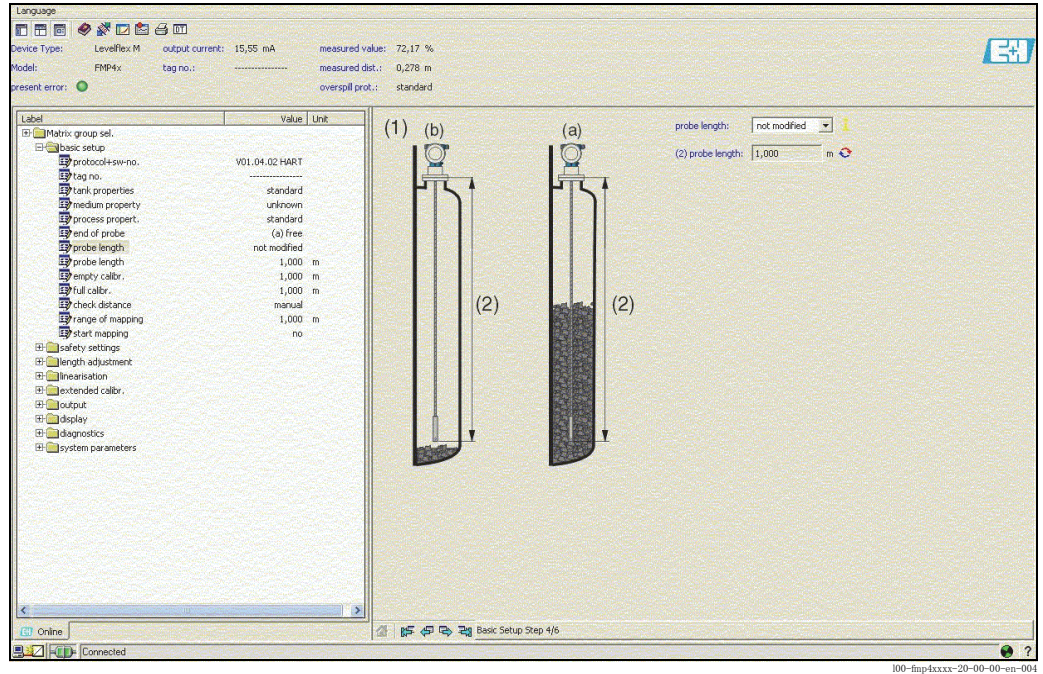 Language
Device Type: Levelflex M output current: 15,55 mA measured value: 72,17 %
Model: FMP4x tag no.: ---------------- measured dist.: 0,278 m
present error: overspill prot.: standard
Label Value Unit
Matrix group sel.
basic setup
protocol+sw-no. V01.04.02 HART
tag no. ----------------
tank properties standard
medium property unknown
process propert. standard
end of probe (a) free
probe length not modified
probe length 1,000 m
empty calibr. 1,000 m
full calibr. 1,000 m
check distance manual
range of mapping 1,000 m
start mapping no
safety settings
length adjustment
linearisation
extended calibr.
output
display
diagnostics
system parameters
(1) (b) (a)
(2) (2)
probe length: not modified
(2) probe length: 1,000 m
Online
Basic Setup Step 4/6
Connected
l00-fmp4xxxx-20-00-00-en-004